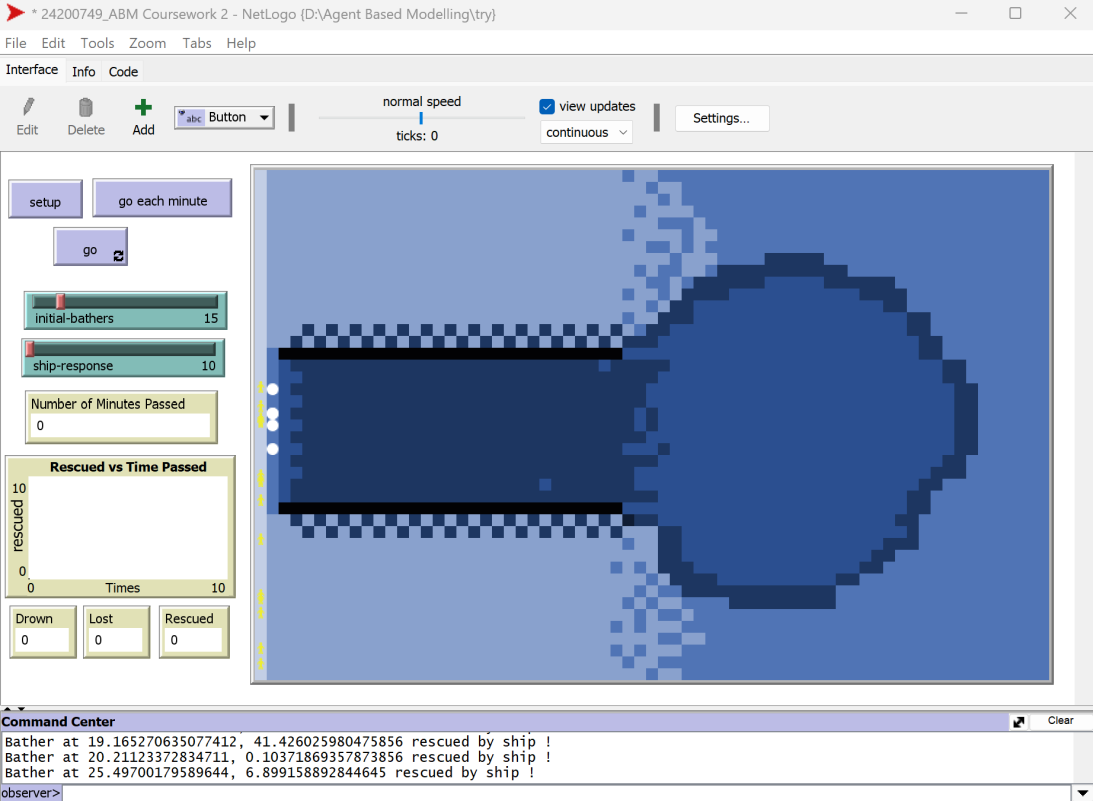 * 24200749_ABM Coursework 2 - NetLogo {D:\Agent Based Modelling\try}
File Edit Tools Zoom Tabs Help
Interface Info Code
Edit Delete Add abc Button normal speed ticks: 0 view updates continuous Settings...
setup go each minute
go
initial-bathers 15
ship-response 10
Number of Minutes Passed
0
Rescued vs Time Passed
10
rescued
0
0 Times 10
Drown Lost Rescued
0 0 0
Command Center Clear
Bather at 19.165270635077412, 41.426025980475856 rescued by ship !
Bather at 20.21123372834711, 0.10371869357873856 rescued by ship !
Bather at 25.49700179589644, 6.899158892844645 rescued by ship !
observer>